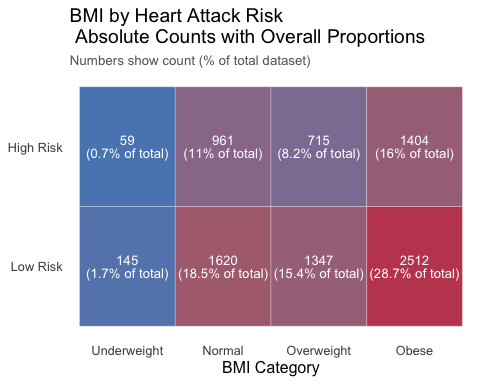 BMI by Heart Attack Risk
Absolute Counts with Overall Proportions
Numbers show count (% of total dataset)
High Risk
59
(0.7% of total)
961
(11% of total)
715
(8.2% of total)
1404
(16% of total)
Low Risk
145
(1.7% of total)
1620
(18.5% of total)
1347
(15.4% of total)
2512
(28.7% of total)
Underweight
Normal
Overweight
Obese
BMI Category